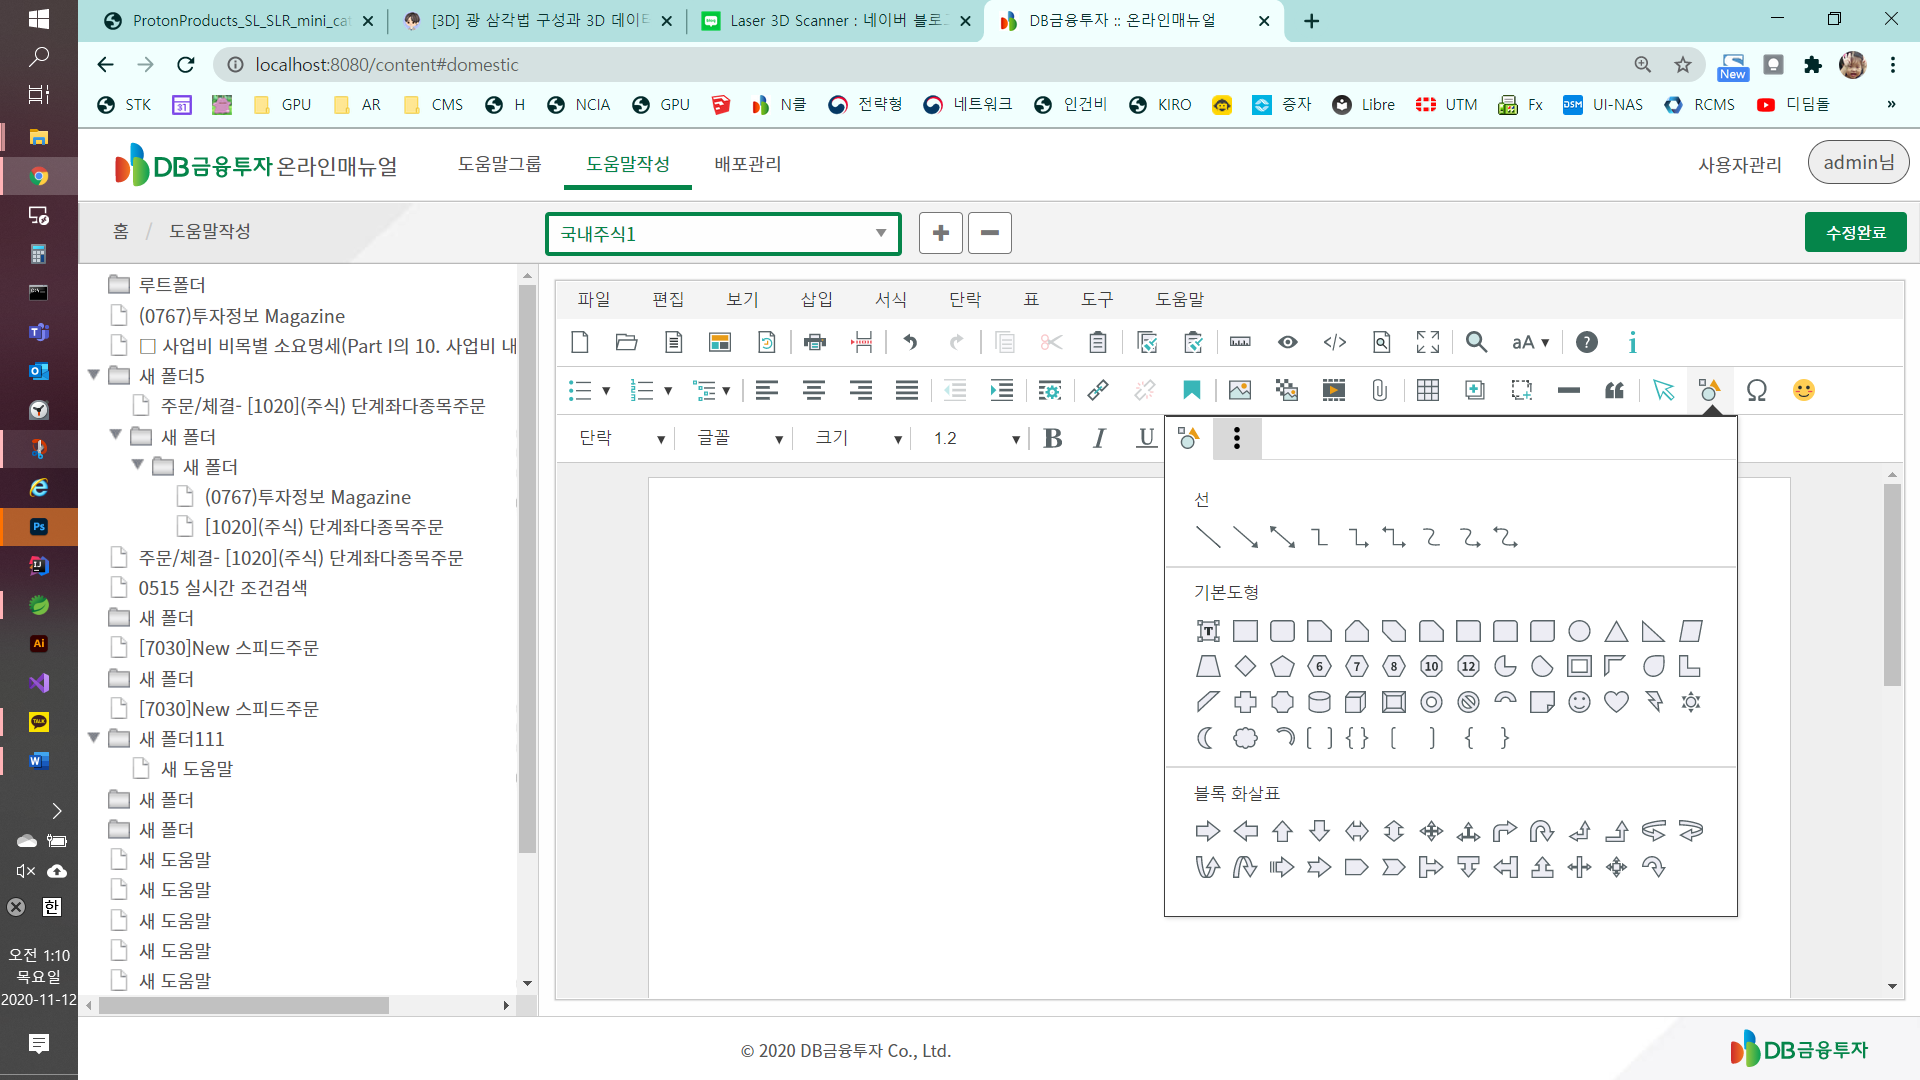 ProtonProducts_SL_SLR_mini_cat
[3D] 광 삼각법 구성과 3D 데이터
Laser 3D Scanner : 네이버 블로그
DB금융투자 :: 온라인매뉴얼
localhost:8080/content#domestic
New
STK
31
GPU
AR
CMS
H
NCIA
GPU
N클
전략형
네트워크
인건비
KIRO
증자
Libre
UTM
Fx
DSM
UI-NAS
RCMS
디딤돌
»
DB금융투자 온라인매뉴얼
도움말그룹
도움말작성
배포관리
사용자관리
admin님
홈 / 도움말작성
국내주식1
수정완료
루트폴더
(0767)투자정보 Magazine
□ 사업비 비목별 소요명세(Part I의 10. 사업비 내
새 폴더5
주문/체결- [1020](주식) 단계좌다종목주문
새 폴더
새 폴더
(0767)투자정보 Magazine
[1020](주식) 단계좌다종목주문
주문/체결- [1020](주식) 단계좌다종목주문
0515 실시간 조건검색
새 폴더
[7030]New 스피드주문
새 폴더
[7030]New 스피드주문
새 폴더111
새 도움말
새 폴더
새 폴더
새 도움말
새 도움말
새 도움말
새 도움말
새 도움말
파일
편집
보기
삽입
서식
단락
표
도구
도움말
aA
단락
글꼴
크기
1.2
B
I
U
선
기본도형
T
6
7
8
10
12
블록 화살표
Ps
Ai
TALK
한
오전 1:10
목요일
2020-11-12
© 2020 DB금융투자 Co., Ltd.
DB금융투자